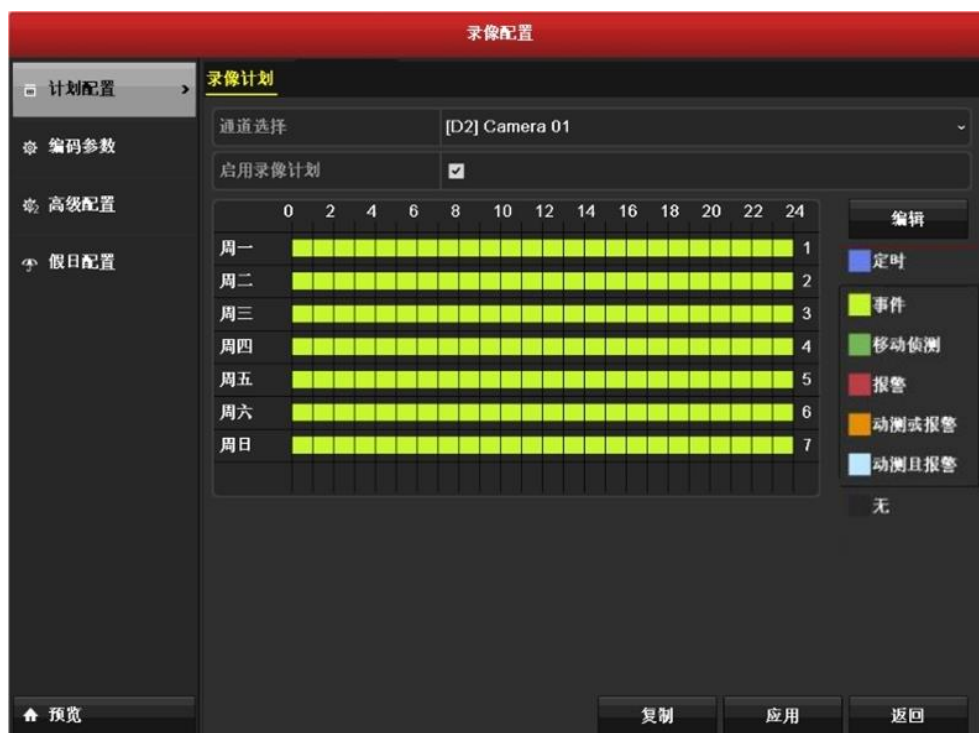 录像配置
计划配置
编码参数
高级配置
假日配置
录像计划
通道选择 [D2] Camera 01
启用录像计划
0 2 4 6 8 10 12 14 16 18 20 22 24
周一 1
周二 2
周三 3
周四 4
周五 5
周六 6
周日 7
编辑
定时
事件
移动侦测
报警
动测或报警
动测且报警
无
预览
复制 应用 返回